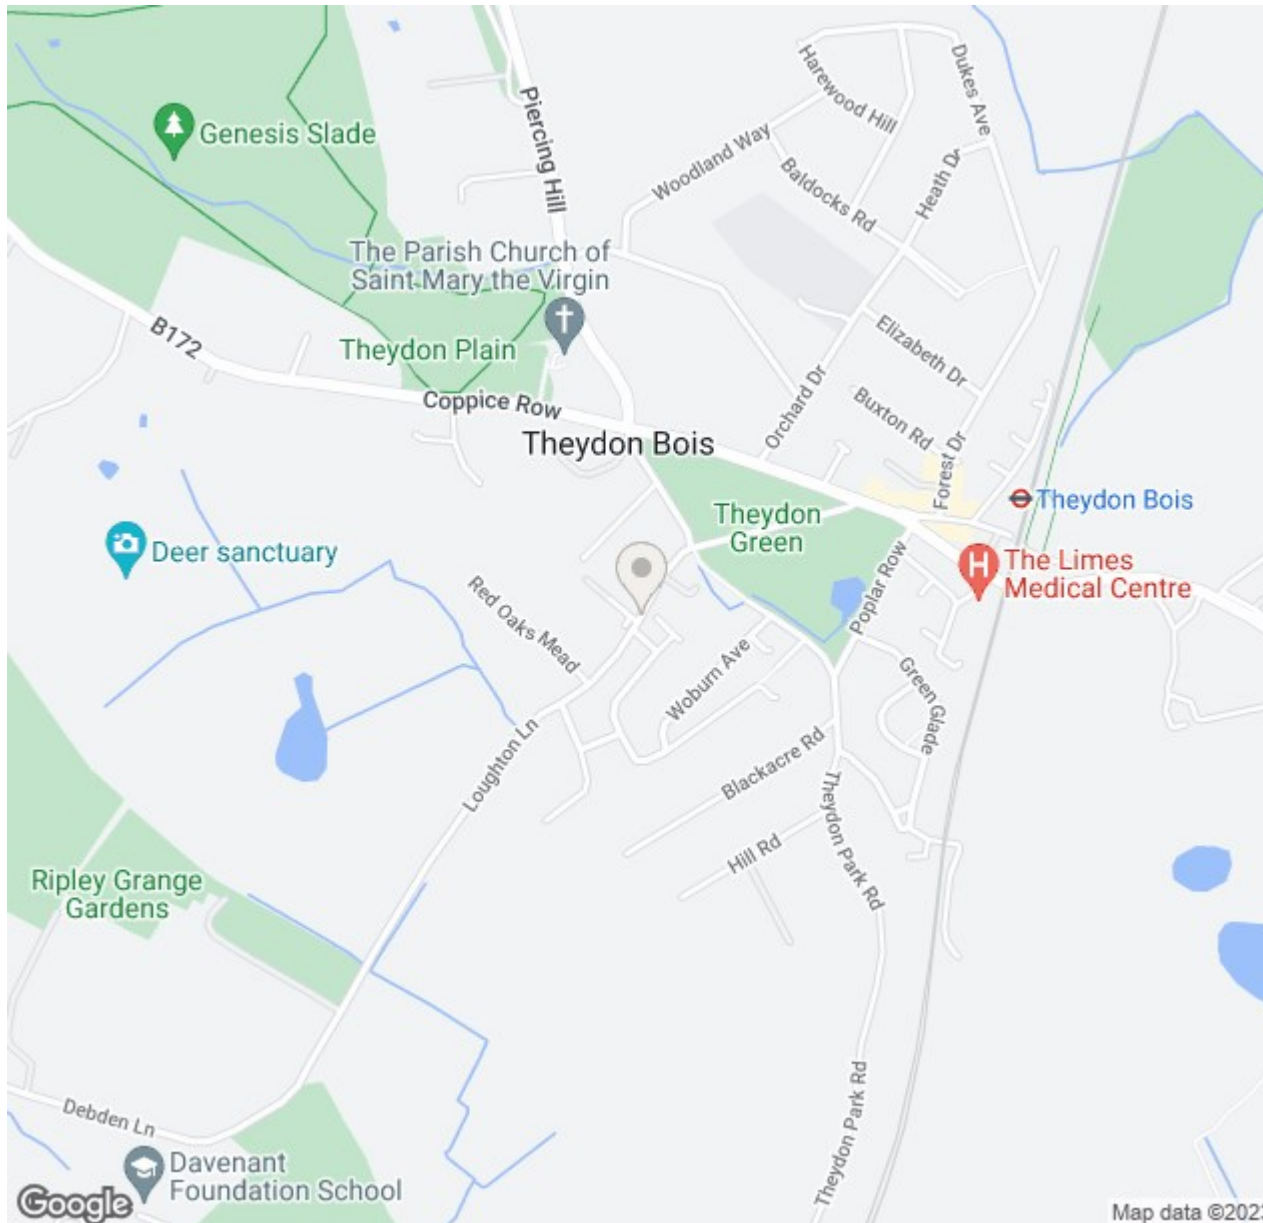 Harewood Hill
Dukes Ave
Piercing Hill
Genesis Slade
Woodland Way
Baldocks Rd
Heath Dr
The Parish Church of
Saint Mary the Virgin
B172
Theydon Plain
Elizabeth Dr
Orchard Dr
Coppice Row
Buxton Rd
Theydon Bois
Forest Dr
Theydon Bois
Theydon
Green
Deer sanctuary
The Limes
Medical Centre
H
Poplar Row
Red Oaks Mead
Woburn Ave
Green Glade
Loughton Ln
Blackacre Rd
Theydon Park Rd
Hill Rd
Ripley Grange
Gardens
Debden Ln
Theydon Park Rd
Davenant
Foundation School
Google
Map data ©202